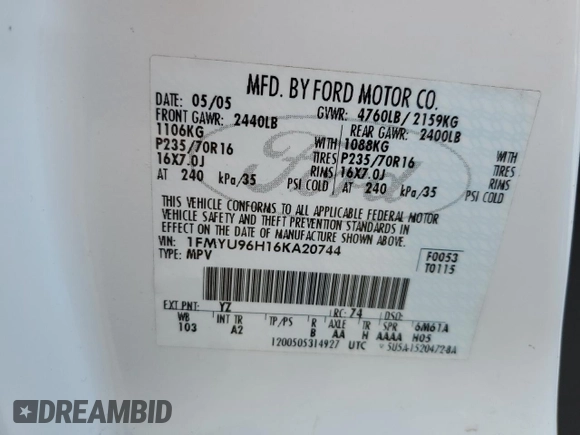 MFD. BY FORD MOTOR CO.
DATE: 05/05 GVWR: 4760LB/2159KG
FRONT GAWR: 2440LB REAR GAWR: 2400LB
1106KG WITH 1088KG WITH
P235/70R16 TIRES P235/70R16 TIRES
16X7.0J RIMS 16X7.0J RIMS
AT 240 kPa/35 PSI COLD AT 240 kPa/35 PSI COLD
Ford
THIS VEHICLE CONFORMS TO ALL APPLICABLE FEDERAL MOTOR
VEHICLE SAFETY AND THEFT PREVENTION STANDARDS IN
EFFECT ON THE DATE OF MANUFACTURE SHOWN ABOVE.
VIN: 1FMYU96H16KA20744
TYPE: MPV
F0053
T0115
EXT PNT: YZ RC: 74 DSO:
WB INT TR TP/PS R AXLE TR SPR 6M61A
103 A2 B AA H AAAA H05
1200505314927 UTC
DREAMBID